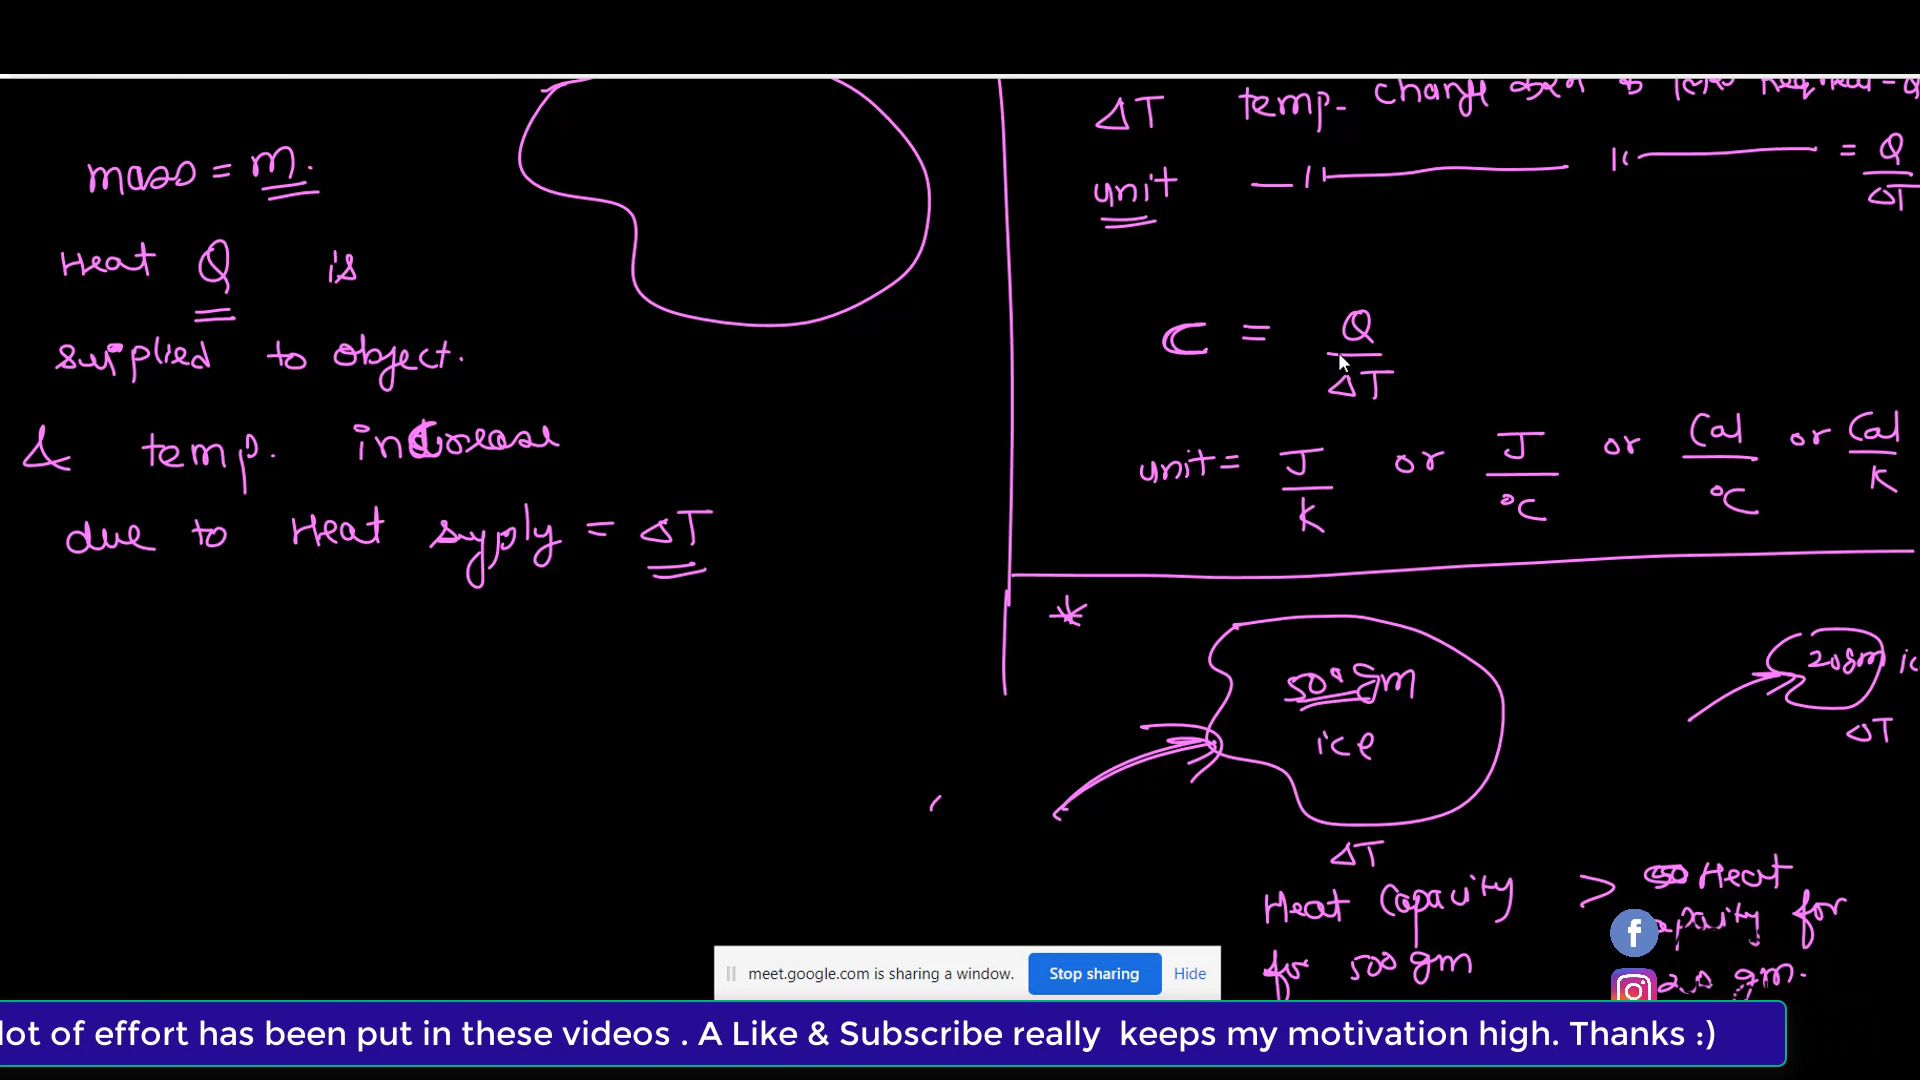 mass = m.
Heat Q is
supplied to object.
& temp. increase
due to Heat supply = ΔT
ΔT temp. change
unit — " " = Q/ΔT
C = Q/ΔT
unit = J/K or J/°C or Cal/°C or Cal/K
*
500 gm
ice
ΔT
20gm ic
ΔT
Heat Capacity
for 500 gm
> Heat
for
gm.
meet.google.com is sharing a window. Stop sharing Hide
lot of effort has been put in these videos . A Like & Subscribe really keeps my motivation high. Thanks :)